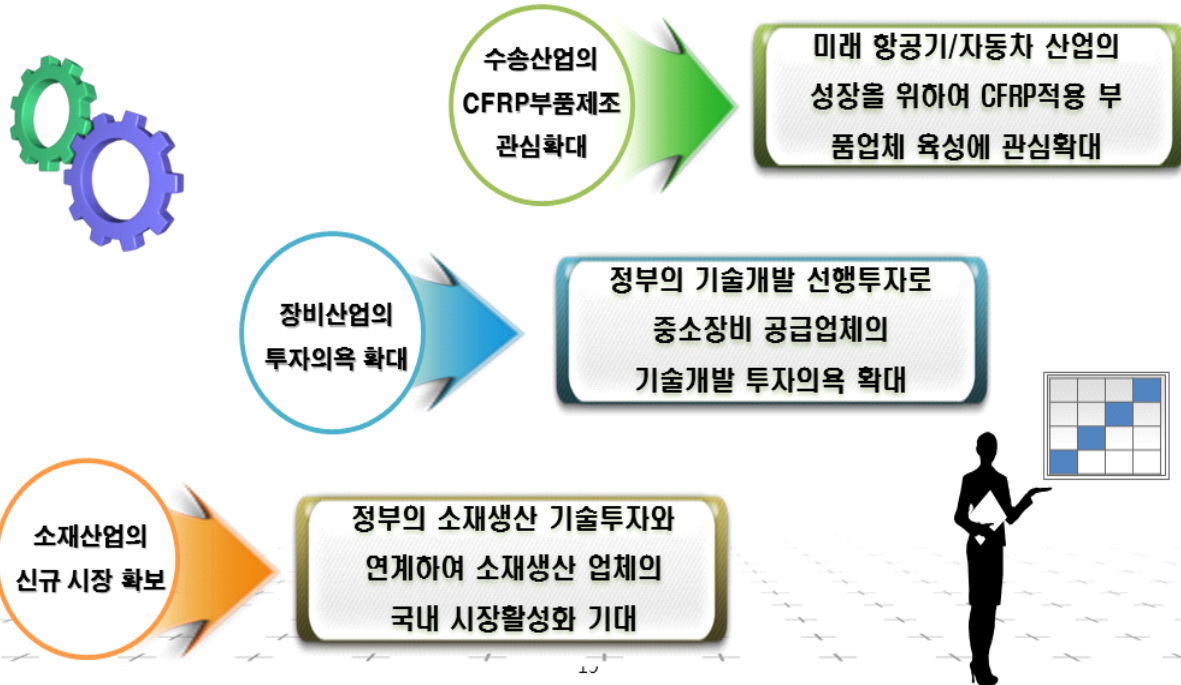 수송산업의
CFRP부품제조
관심확대
미래 항공기/자동차 산업의
성장을 위하여 CFRP적용 부
품업체 육성에 관심확대
장비산업의
투자의욕 확대
정부의 기술개발 선행투자로
중소장비 공급업체의
기술개발 투자의욕 확대
소재산업의
신규 시장 확보
정부의 소재생산 기술투자와
연계하여 소재생산 업체의
국내 시장활성화 기대